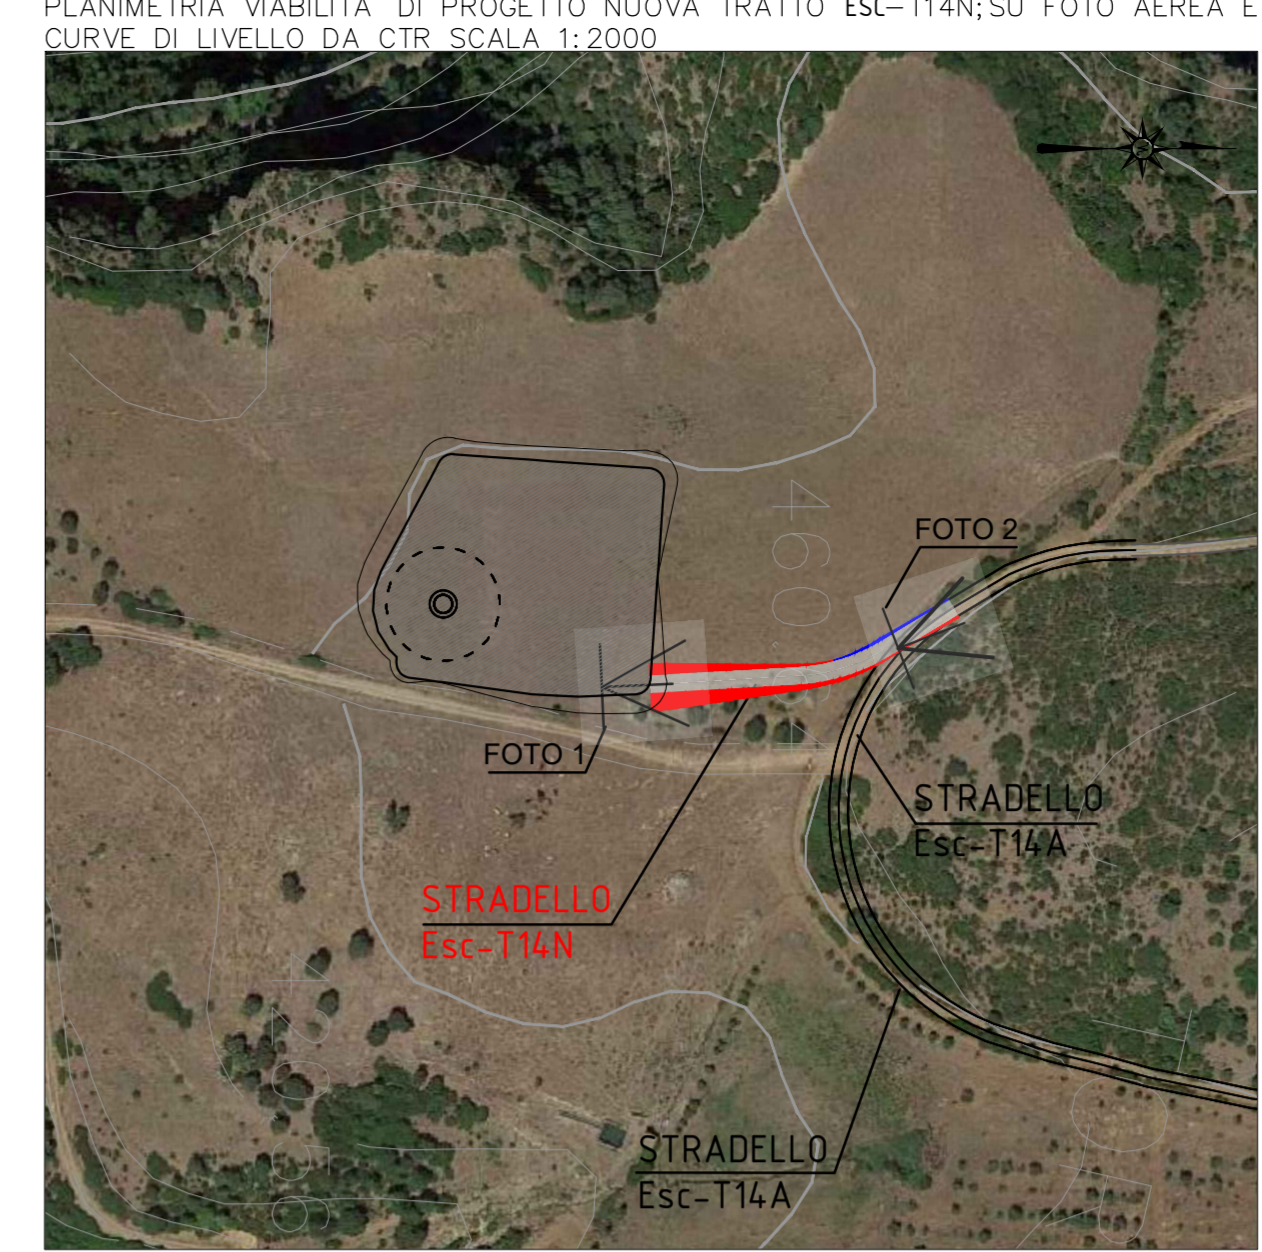 PLANIMETRIA VIABILITA' DI PROGETTO NUOVA TRATTO Esc-T14N; SU FOTO AEREA E
CURVE DI LIVELLO DA CTR SCALA 1:2000
FOTO 2
FOTO 1
STRADELLO
Esc-T14A
STRADELLO
Esc-T14N
STRADELLO
Esc-T14A